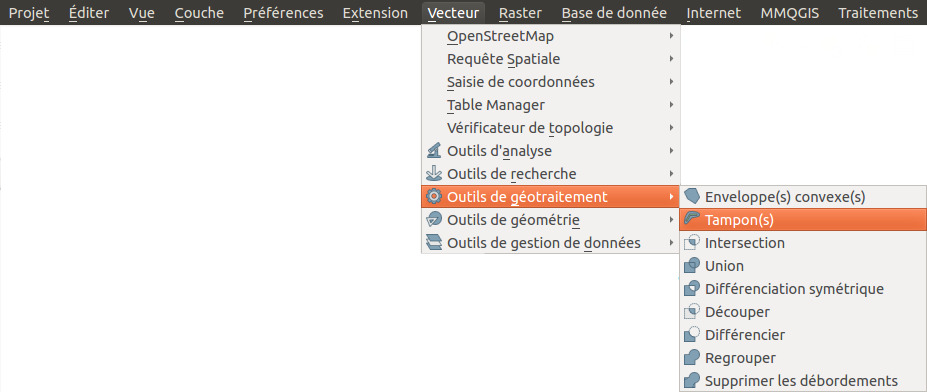 Projet Éditer Vue Couche Préférences Extension Vecteur Raster Base de donnée Internet MMQGIS Traitements
OpenStreetMap
Requête Spatiale
Saisie de coordonnées
Table Manager
Vérificateur de topologie
Outils d'analyse
Outils de recherche
Outils de géotraitement
Outils de géométrie
Outils de gestion de données
Enveloppe(s) convexe(s)
Tampon(s)
Intersection
Union
Différenciation symétrique
Découper
Différencier
Regrouper
Supprimer les débordements